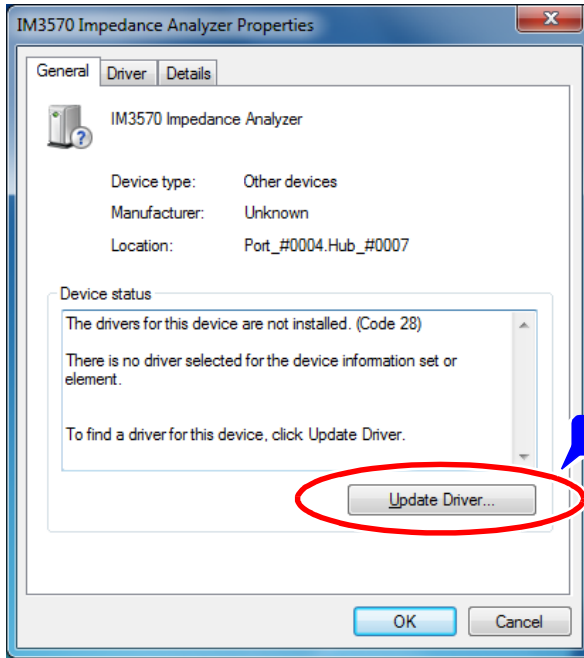 IM3570 Impedance Analyzer Properties
General Driver Details
IM3570 Impedance Analyzer
Device type: Other devices
Manufacturer: Unknown
Location: Port_#0004.Hub_#0007
Device status
The drivers for this device are not installed. (Code 28)
There is no driver selected for the device information set or
element.
To find a driver for this device, click Update Driver.
Update Driver...
OK Cancel